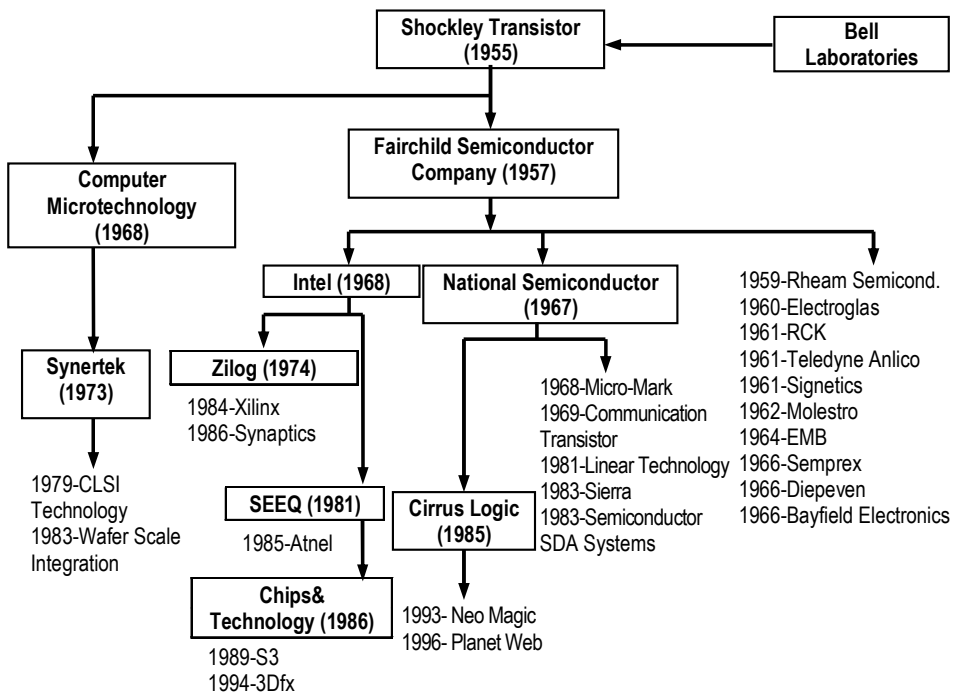 Shockley Transistor
(1955)
Bell
Laboratories
Fairchild Semiconductor
Company (1957)
Computer
Microtechnology
(1968)
Intel (1968)
National Semiconductor
(1967)
1959-Rheam Semicond.
1960-Electroglas
1961-RCK
1961-Teledyne Anlico
1961-Signetics
1962-Molestro
1964-EMB
1966-Semprex
1966-Diepeven
1966-Bayfield Electronics
Synertek
(1973)
Zilog (1974)
1984-Xilinx
1986-Synaptics
1968-Micro-Mark
1969-Communication
Transistor
1981-Linear Technology
1983-Sierra
1983-Semiconductor
SDA Systems
1979-CLSI
Technology
1983-Wafer Scale
Integration
SEEQ (1981)
1985-Atnel
Cirrus Logic
(1985)
Chips&
Technology (1986)
1989-S3
1994-3Dfx
1993- Neo Magic
1996- Planet Web